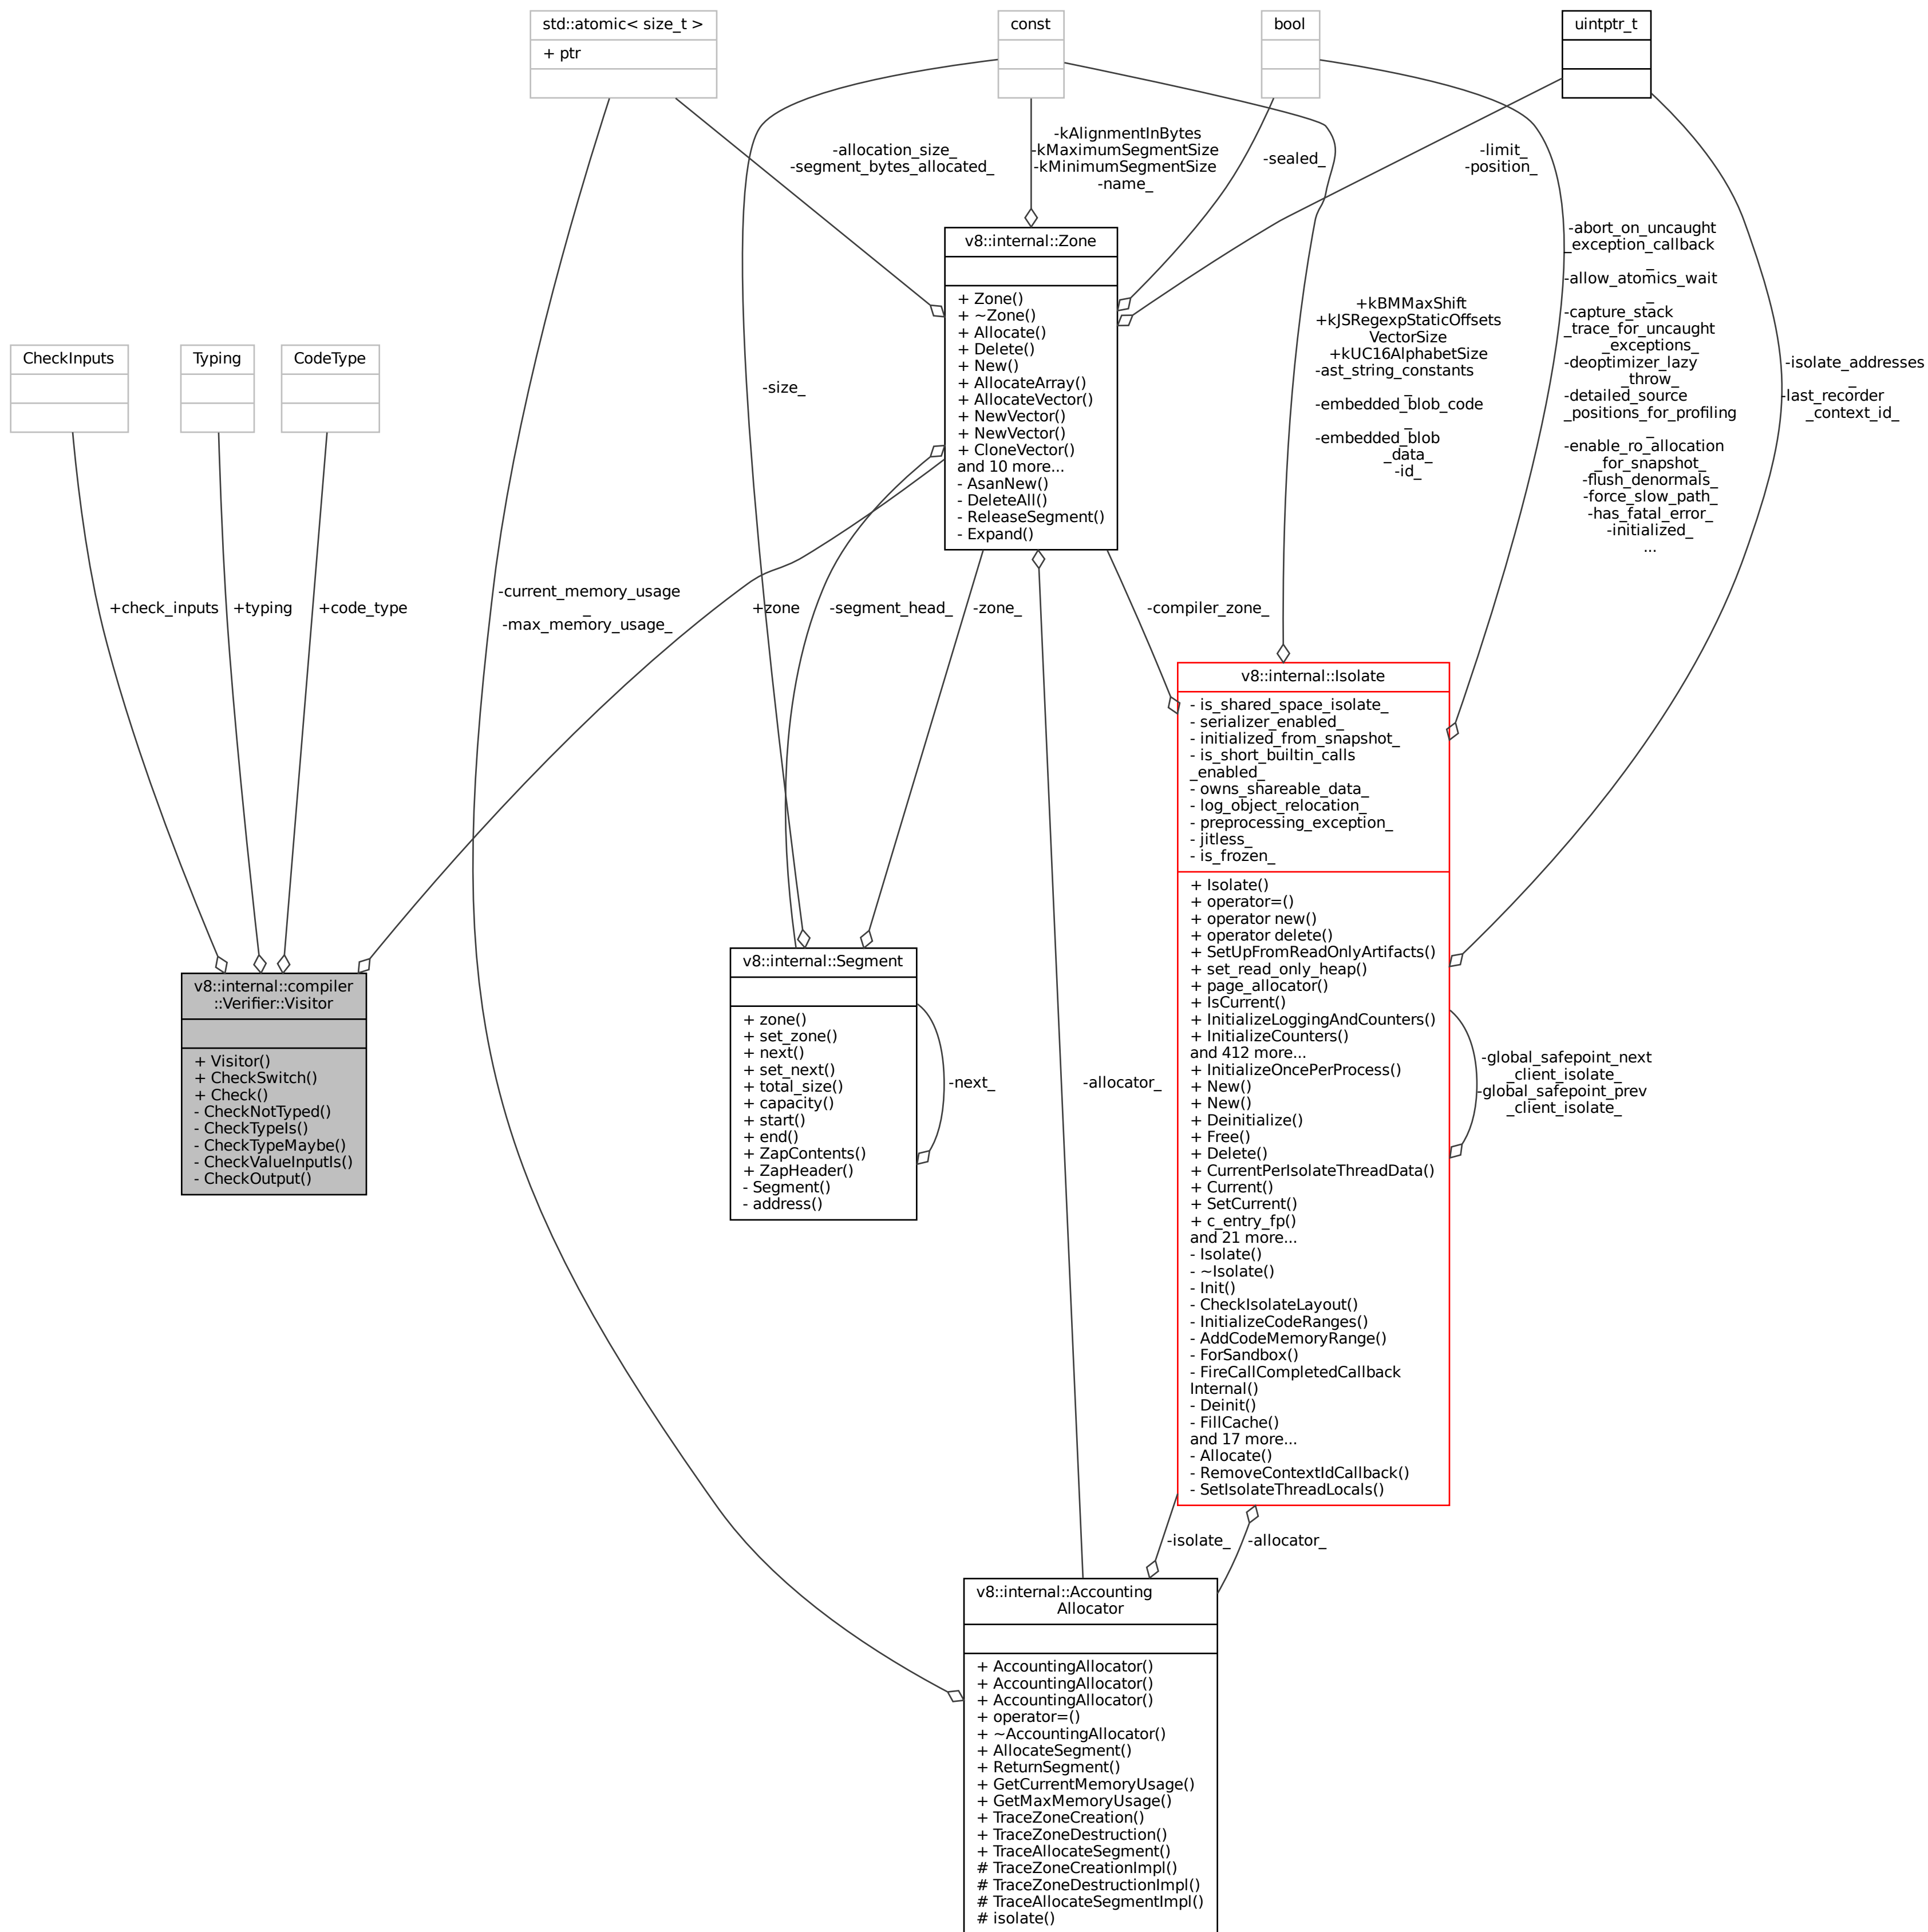 std::atomic< size_t >
+ ptr
const
bool
uintptr_t
-allocation_size_
-segment_bytes_allocated_
-kAlignmentInBytes
-kMaximumSegmentSize
-kMinimumSegmentSize
-name_
-sealed_
-limit_
-position_
v8::internal::Zone
+ Zone()
+ ~Zone()
+ Allocate()
+ Delete()
+ New()
+ AllocateArray()
+ AllocateVector()
+ NewVector()
+ NewVector()
+ CloneVector()
and 10 more...
- AsanNew()
- DeleteAll()
- ReleaseSegment()
- Expand()
-abort_on_uncaught
_exception_callback
_
-allow_atomics_wait
_
-capture_stack
_trace_for_uncaught
_exceptions_
-deoptimizer_lazy
_throw_
-detailed_source
_positions_for_profiling
_
-enable_ro_allocation
_for_snapshot_
-flush_denormals_
-force_slow_path_
-has_fatal_error_
-initialized_
...
+kBMMaxShift
+kJSRegexpStaticOffsets
VectorSize
+kUC16AlphabetSize
-ast_string_constants
_
-embedded_blob_code
_
-embedded_blob
_data_
-id_
-isolate_addresses
_
-last_recorder
_context_id_
CheckInputs
Typing
CodeType
-size_
+check_inputs
+typing
+code_type
-current_memory_usage
_
-max_memory_usage_
+zone
-segment_head_
-zone_
-compiler_zone_
v8::internal::Isolate
- is_shared_space_isolate_
- serializer_enabled_
- initialized_from_snapshot_
- is_short_builtin_calls
_enabled_
- owns_shareable_data_
- log_object_relocation_
- preprocessing_exception_
- jitless_
- is_frozen_
+ Isolate()
+ operator=()
+ operator new()
+ operator delete()
+ SetUpFromReadOnlyArtifacts()
+ set_read_only_heap()
+ page_allocator()
+ IsCurrent()
+ InitializeLoggingAndCounters()
+ InitializeCounters()
and 412 more...
+ InitializeOncePerProcess()
+ New()
+ New()
+ Deinitialize()
+ Free()
+ Delete()
+ CurrentPerIsolateThreadData()
+ Current()
+ SetCurrent()
+ c_entry_fp()
and 21 more...
- Isolate()
- ~Isolate()
- Init()
- CheckIsolateLayout()
- InitializeCodeRanges()
- AddCodeMemoryRange()
- ForSandbox()
- FireCallCompletedCallback
Internal()
- Deinit()
- FillCache()
and 17 more...
- Allocate()
- RemoveContextIdCallback()
- SetIsolateThreadLocals()
v8::internal::compiler
::Verifier::Visitor
+ Visitor()
+ CheckSwitch()
+ Check()
- CheckNotTyped()
- CheckTypeIs()
- CheckTypeMaybe()
- CheckValueInputIs()
- CheckOutput()
v8::internal::Segment
+ zone()
+ set_zone()
+ next()
+ set_next()
+ total_size()
+ capacity()
+ start()
+ end()
+ ZapContents()
+ ZapHeader()
- Segment()
- address()
-next_
-allocator_
-global_safepoint_next
_client_isolate_
-global_safepoint_prev
_client_isolate_
-isolate_
-allocator_
v8::internal::Accounting
Allocator
+ AccountingAllocator()
+ AccountingAllocator()
+ AccountingAllocator()
+ operator=()
+ ~AccountingAllocator()
+ AllocateSegment()
+ ReturnSegment()
+ GetCurrentMemoryUsage()
+ GetMaxMemoryUsage()
+ TraceZoneCreation()
+ TraceZoneDestruction()
+ TraceAllocateSegment()
# TraceZoneCreationImpl()
# TraceZoneDestructionImpl()
# TraceAllocateSegmentImpl()
# isolate()